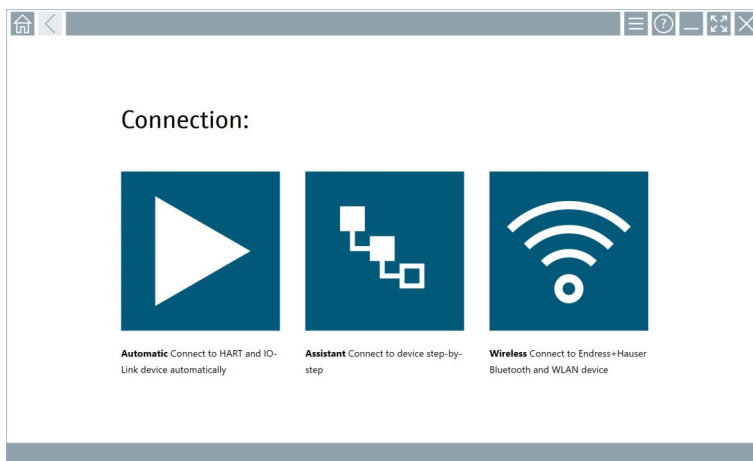 Connection:
Automatic Connect to HART and IO-
Link device automatically
Assistant Connect to device step-by-
step
Wireless Connect to Endress+Hauser
Bluetooth and WLAN device